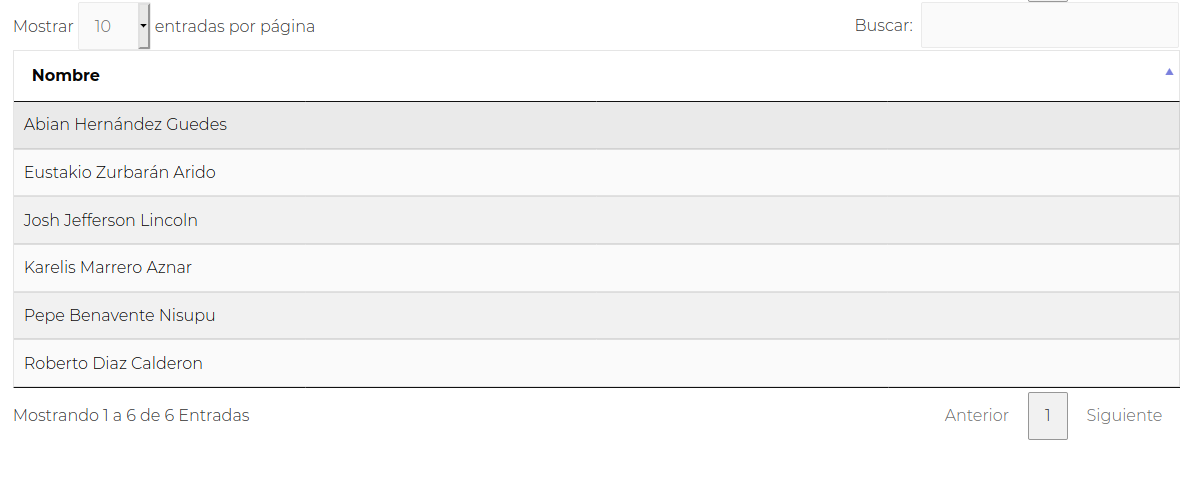 Mostrar 10 entradas por página Buscar:
Nombre
Abian Hernández Guedes
Eustakio Zurbarán Arido
Josh Jefferson Lincoln
Karelis Marrero Aznar
Pepe Benavente Nisupu
Roberto Diaz Calderon
Mostrando 1 a 6 de 6 Entradas Anterior 1 Siguiente